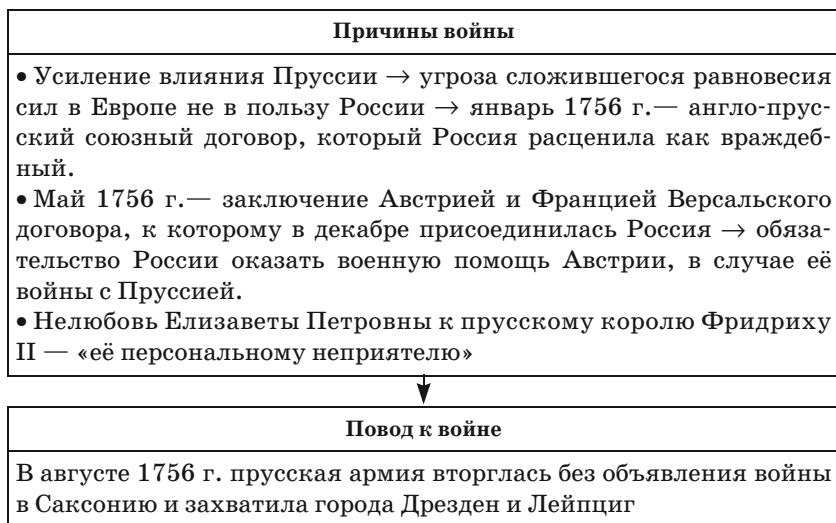 Причины войны
• Усиление влияния Пруссии → угроза сложившегося равновесия
сил в Европе не в пользу России → январь 1756 г.— англо-прус-
ский союзный договор, который Россия расценила как враждеб-
ный.
• Май 1756 г.— заключение Австрией и Францией Версальского
договора, к которому в декабре присоединилась Россия → обяза-
тельство России оказать военную помощь Австрии, в случае её
войны с Пруссией.
• Нелюбовь Елизаветы Петровны к прусскому королю Фридриху
II — «её персональному неприятелю»
Повод к войне
В августе 1756 г. прусская армия вторглась без объявления войны
в Саксонию и захватила города Дрезден и Лейпциг